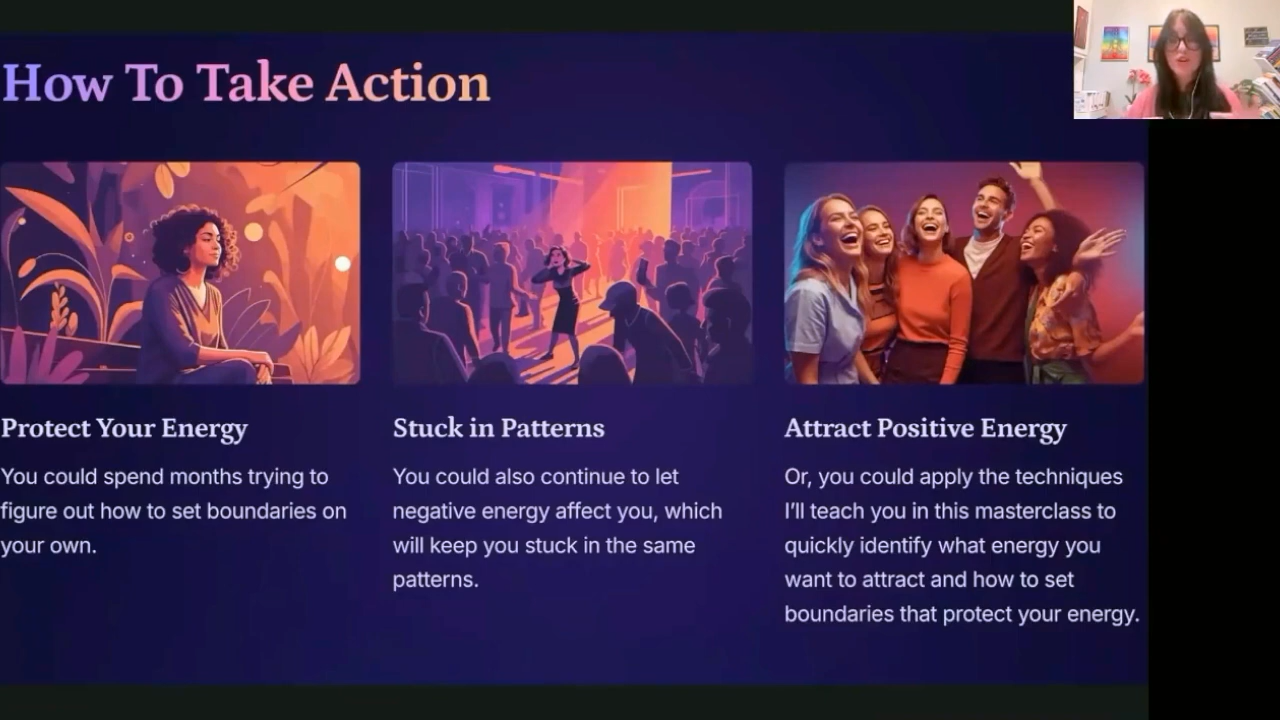 How To Take Action
Protect Your Energy
You could spend months trying to
figure out how to set boundaries on
your own.
Stuck in Patterns
You could also continue to let
negative energy affect you, which
will keep you stuck in the same
patterns.
Attract Positive Energy
Or, you could apply the techniques
I'll teach you in this masterclass to
quickly identify what energy you
want to attract and how to set
boundaries that protect your energy.